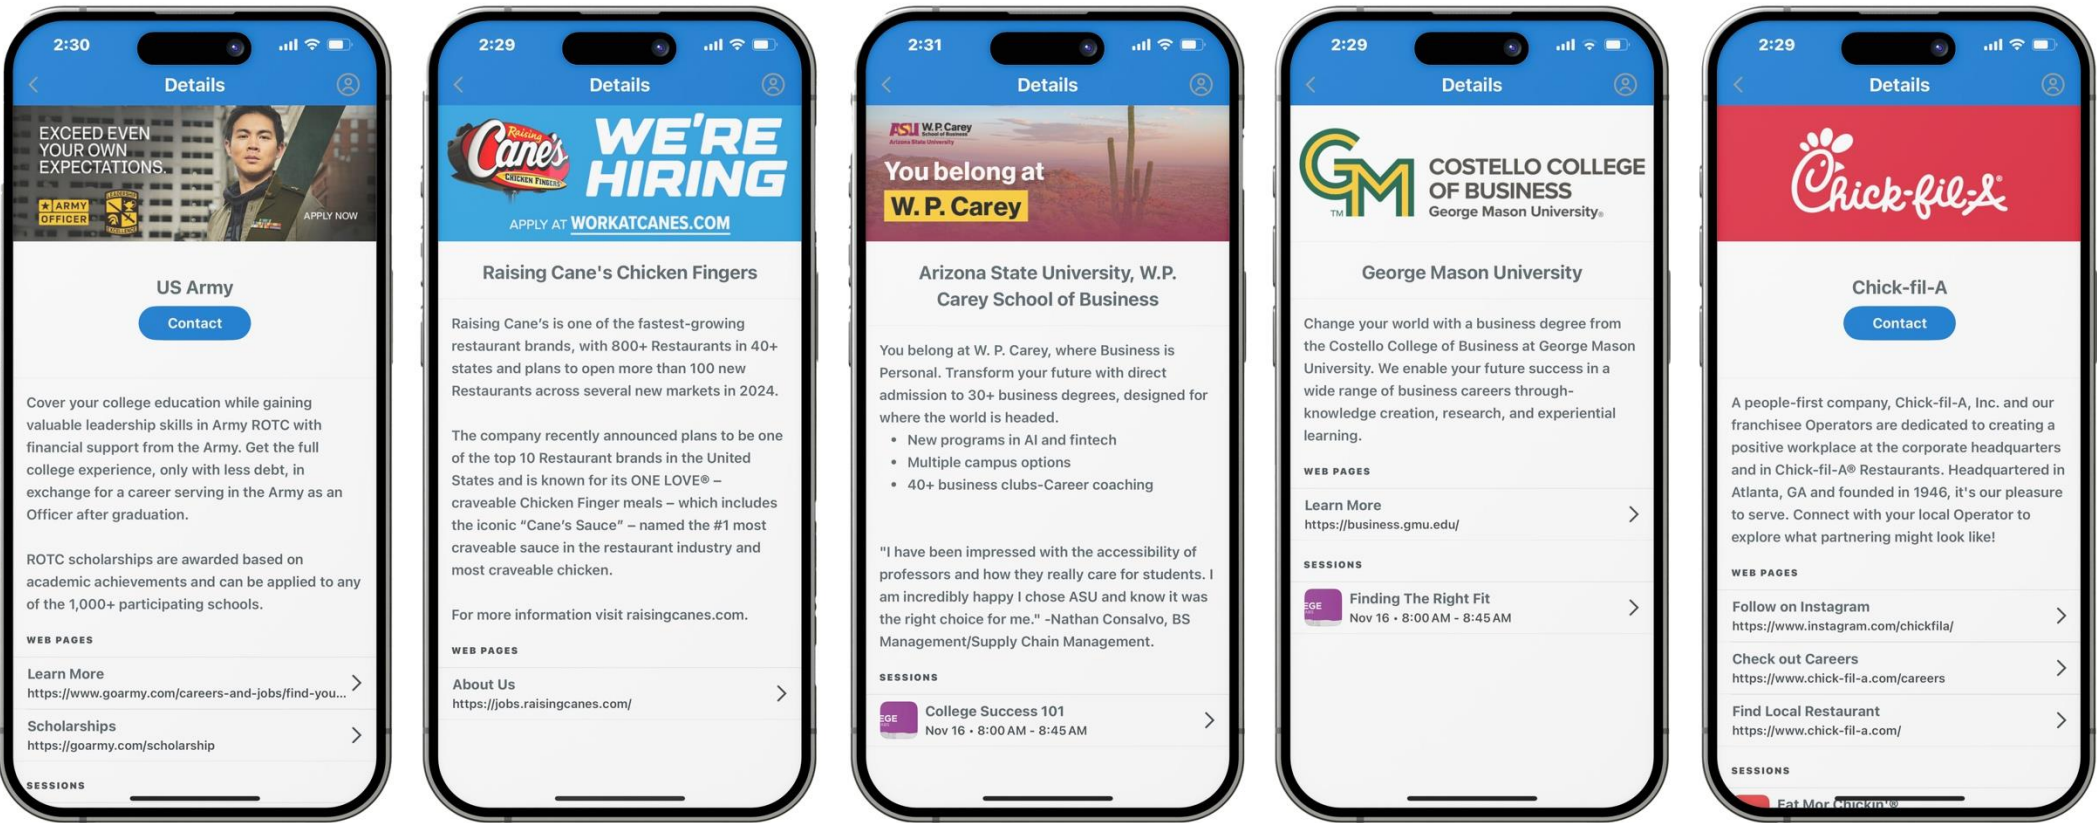 2:30
Details
EXCEED EVEN
YOUR OWN
EXPECTATIONS.
ARMY
OFFICER
LEADERSHIP
EXCELLENCE
APPLY NOW
US Army
Contact
Cover your college education while gaining
valuable leadership skills in Army ROTC with
financial support from the Army. Get the full
college experience, only with less debt, in
exchange for a career serving in the Army as an
Officer after graduation.
ROTC scholarships are awarded based on
academic achievements and can be applied to any
of the 1,000+ participating schools.
WEB PAGES
Learn More
https://www.goarmy.com/careers-and-jobs/find-you...
Scholarships
https://goarmy.com/scholarship
SESSIONS
2:29
Details
Raising
Cane's
CHICKEN FINGERS
WE'RE
HIRING
APPLY AT WORKATCANES.COM
Raising Cane's Chicken Fingers
Raising Cane's is one of the fastest-growing
restaurant brands, with 800+ Restaurants in 40+
states and plans to open more than 100 new
Restaurants across several new markets in 2024.
The company recently announced plans to be one
of the top 10 Restaurant brands in the United
States and is known for its ONE LOVE® –
craveable Chicken Finger meals – which includes
the iconic “Cane's Sauce” – named the #1 most
craveable sauce in the restaurant industry and
most craveable chicken.
For more information visit raisingcanes.com.
WEB PAGES
About Us
https://jobs.raisingcanes.com/
2:31
Details
ASU W. P. Carey
School of Business
Arizona State University
You belong at
W. P. Carey
Arizona State University, W.P.
Carey School of Business
You belong at W. P. Carey, where Business is
Personal. Transform your future with direct
admission to 30+ business degrees, designed for
where the world is headed.
• New programs in AI and fintech
• Multiple campus options
• 40+ business clubs-Career coaching
"I have been impressed with the accessibility of
professors and how they really care for students. I
am incredibly happy I chose ASU and know it was
the right choice for me." -Nathan Consalvo, BS
Management/Supply Chain Management.
SESSIONS
EGE
College Success 101
Nov 16 • 8:00 AM - 8:45 AM
2:29
Details
GM
TM
COSTELLO COLLEGE
OF BUSINESS
George Mason University®
George Mason University
Change your world with a business degree from
the Costello College of Business at George Mason
University. We enable your future success in a
wide range of business careers through-
knowledge creation, research, and experiential
learning.
WEB PAGES
Learn More
https://business.gmu.edu/
SESSIONS
EGE
Finding The Right Fit
Nov 16 • 8:00 AM - 8:45 AM
2:29
Details
Chick-fil-A®
Chick-fil-A
Contact
A people-first company, Chick-fil-A, Inc. and our
franchisee Operators are dedicated to creating a
positive workplace at the corporate headquarters
and in Chick-fil-A® Restaurants. Headquartered in
Atlanta, GA and founded in 1946, it's our pleasure
to serve. Connect with your local Operator to
explore what partnering might look like!
WEB PAGES
Follow on Instagram
https://www.instagram.com/chickfila/
Check out Careers
https://www.chick-fil-a.com/careers
Find Local Restaurant
https://www.chick-fil-a.com/
SESSIONS
Eat Mor Chickin'®